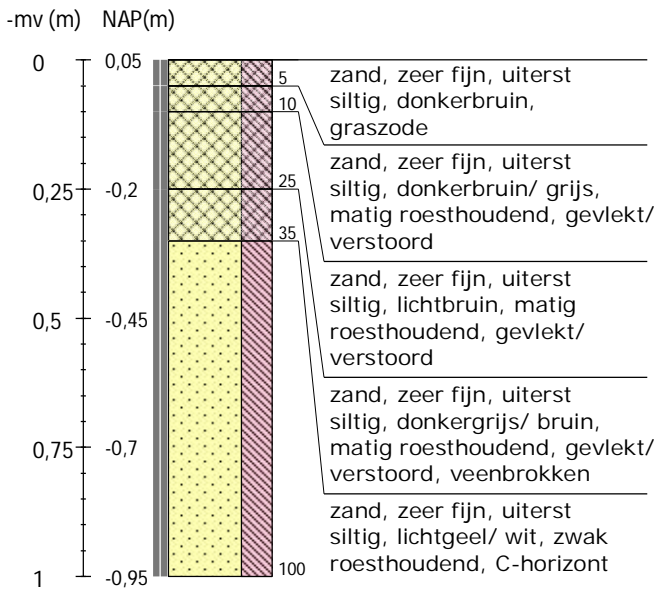 -mv (m) NAP(m)
0 0,05
5
zand, zeer fijn, uiterst
siltig, donkerbruin,
graszode
10
zand, zeer fijn, uiterst
siltig, donkerbruin/ grijs,
matig roesthoudend, gevlekt/
verstoord
0,25 -0,2
25
zand, zeer fijn, uiterst
siltig, lichtbruin, matig
roesthoudend, gevlekt/
verstoord
35
0,5 -0,45
zand, zeer fijn, uiterst
siltig, donkergrijs/ bruin,
matig roesthoudend, gevlekt/
verstoord, veenbrokken
0,75 -0,7
zand, zeer fijn, uiterst
siltig, lichtgeel/ wit, zwak
roesthoudend, C-horizont
100
1 -0,95